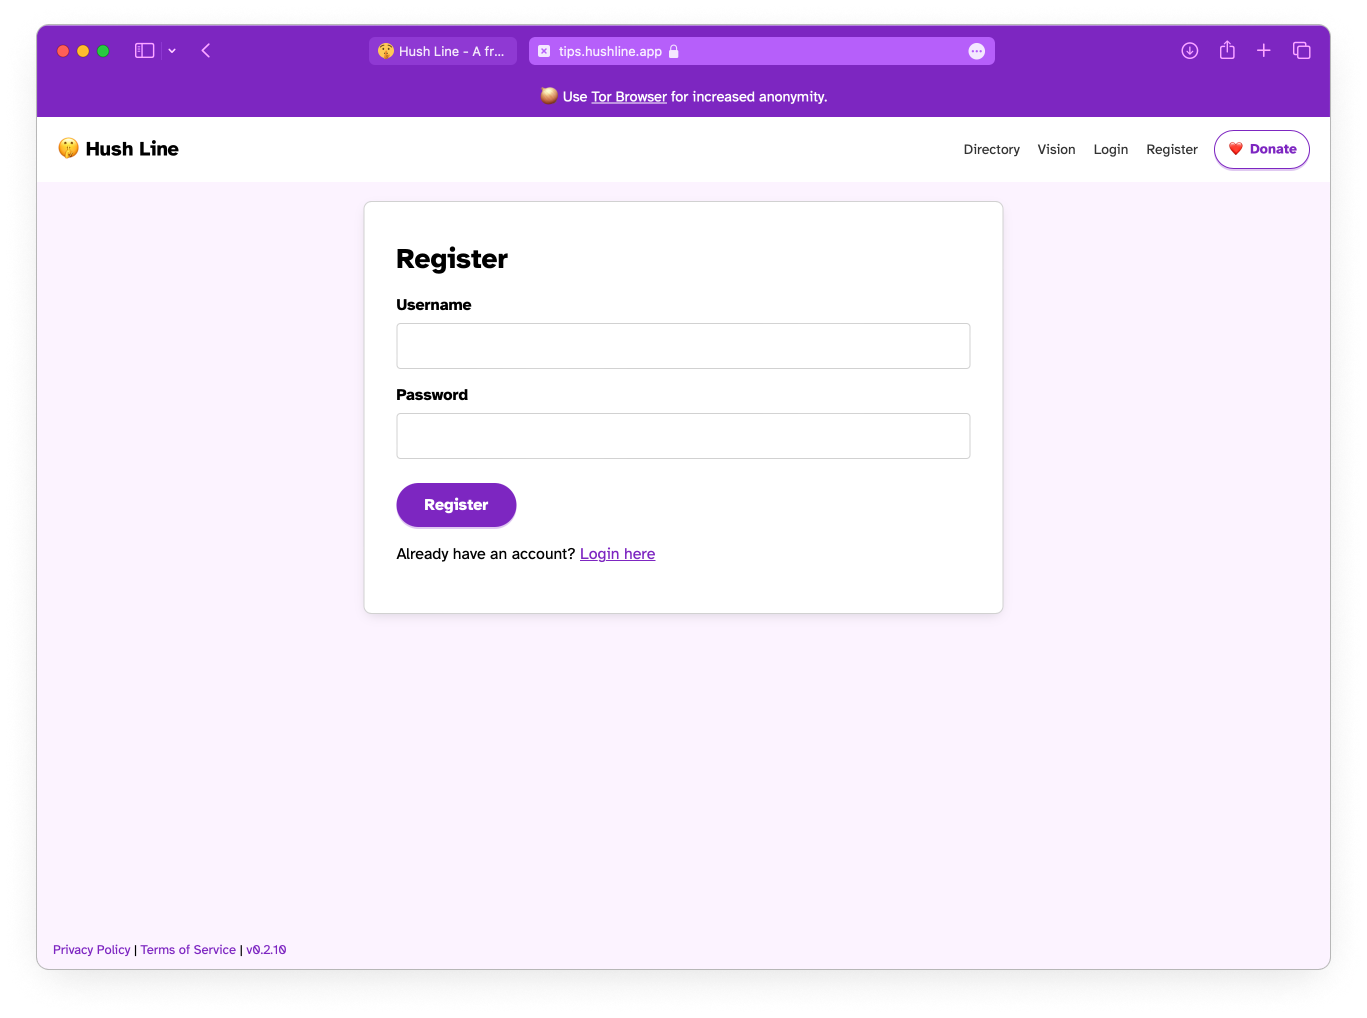 Hush Line - A fr...
tips.hushline.app
Use Tor Browser for increased anonymity.
Hush Line
Directory
Vision
Login
Register
Donate
Register
Username
Password
Register
Already have an account? Login here
Privacy Policy | Terms of Service | v0.2.10